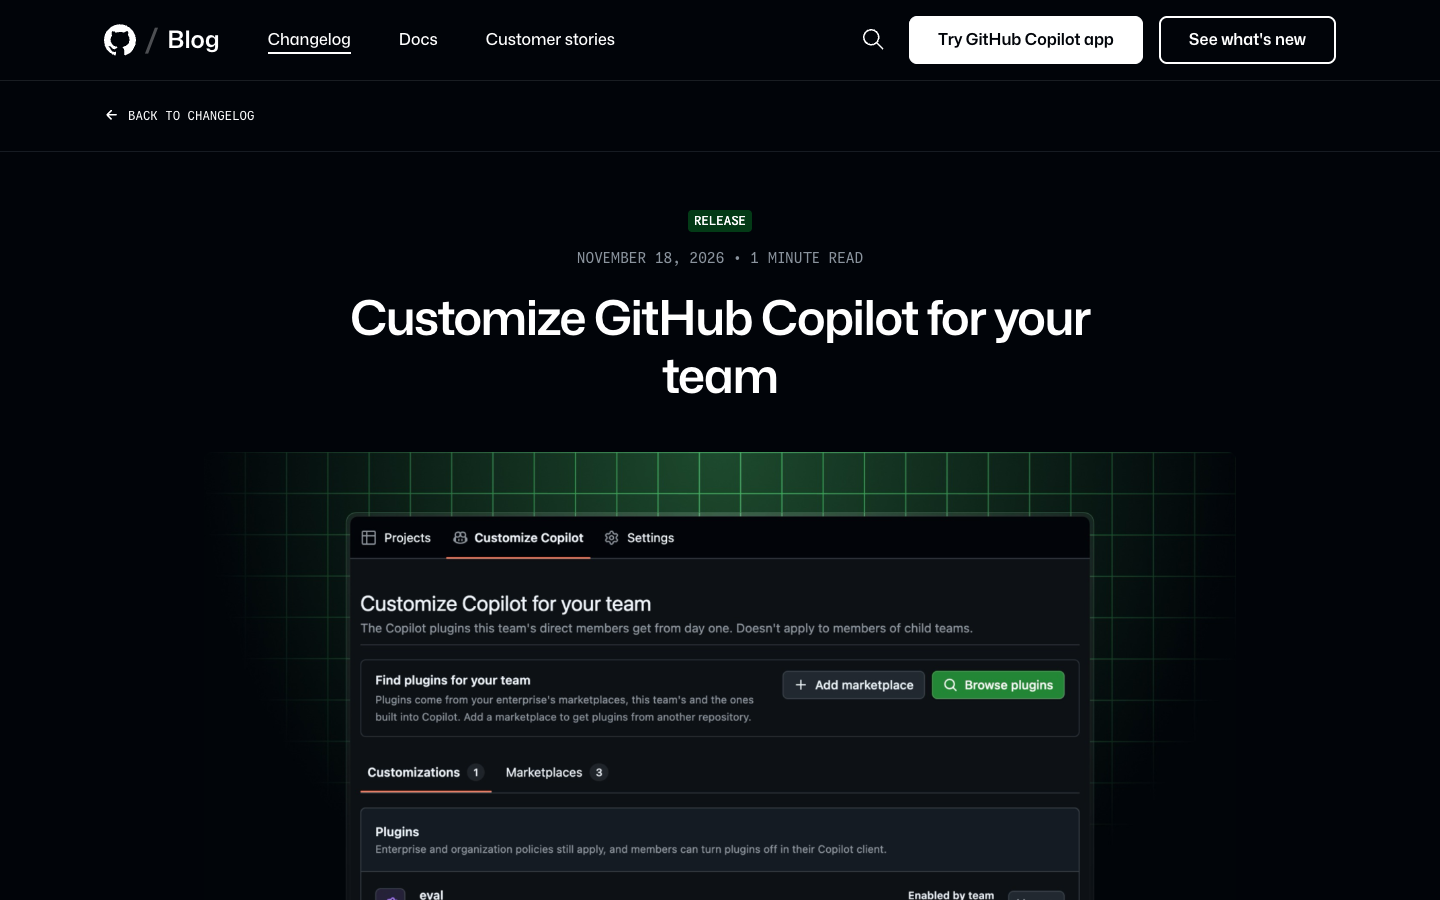 / Blog
Changelog
Docs
Customer stories
Try GitHub Copilot app
See what's new
BACK TO CHANGELOG
RELEASE
NOVEMBER 18, 2026 • 1 MINUTE READ
Customize GitHub Copilot for your
team
Projects
Customize Copilot
Settings
Customize Copilot for your team
The Copilot plugins this team's direct members get from day one. Doesn't apply to members of child teams.
Find plugins for your team
Plugins come from your enterprise's marketplaces, this team's and the ones
built into Copilot. Add a marketplace to get plugins from another repository.
Add marketplace
Browse plugins
Customizations 1
Marketplaces 3
Plugins
Enterprise and organization policies still apply, and members can turn plugins off in their Copilot client.
eval
Enabled by team